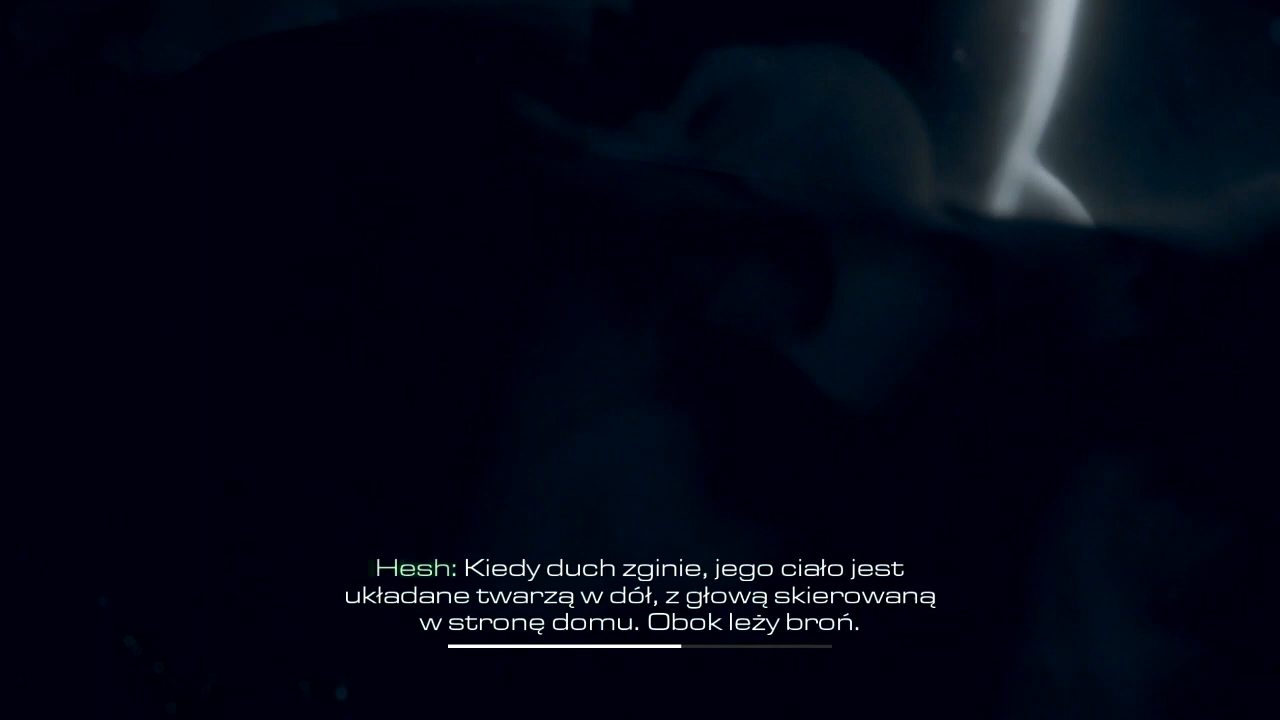 Hesh: Kiedy duch zginie, jego ciało jest
układane twarzą w dół, z głową skierowaną
w stronę domu. Obok leży broń.